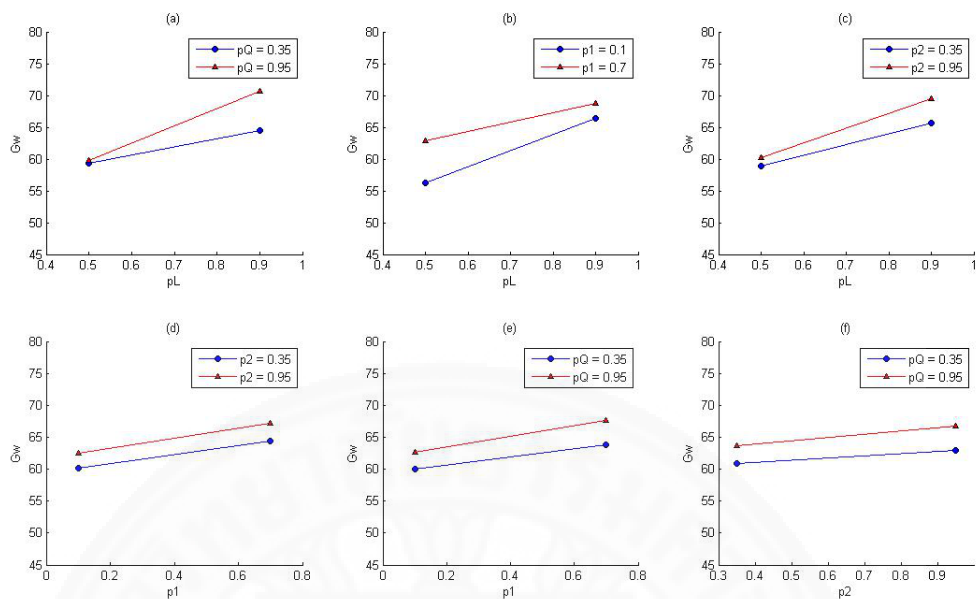 (a)
80
75
70
65
60
55
50
45
Gw
pQ = 0.35
pQ = 0.95
0.4 0.5 0.6 0.7 0.8 0.9 1
pL
(b)
80
75
70
65
60
55
50
45
Gw
p1 = 0.1
p1 = 0.7
0.4 0.5 0.6 0.7 0.8 0.9 1
pL
(c)
80
75
70
65
60
55
50
45
Gw
p2 = 0.35
p2 = 0.95
0.4 0.5 0.6 0.7 0.8 0.9 1
pL
(d)
80
75
70
65
60
55
50
45
Gw
p2 = 0.35
p2 = 0.95
0 0.2 0.4 0.6 0.8
p1
(e)
80
75
70
65
60
55
50
45
Gw
pQ = 0.35
pQ = 0.95
0 0.2 0.4 0.6 0.8
p1
(f)
80
75
70
65
60
55
50
45
Gw
pQ = 0.35
pQ = 0.95
0.3 0.4 0.5 0.6 0.7 0.8 0.9
p2